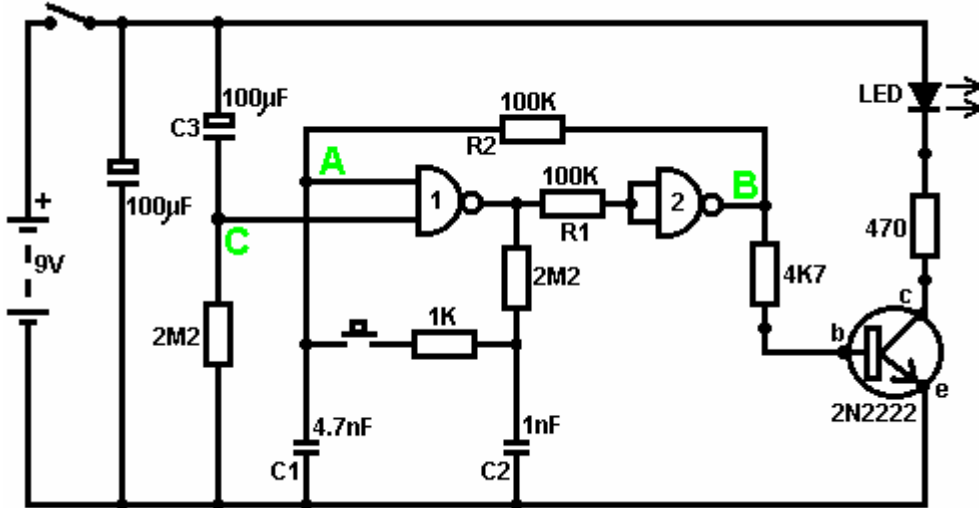 100µF
C3
100K
R2
LED
A
100K
1
2
B
+
100µF
C
R1
470
9V
2M2
4K7
c
2M2
1K
b
e
2N2222
4.7nF
1nF
C1
C2